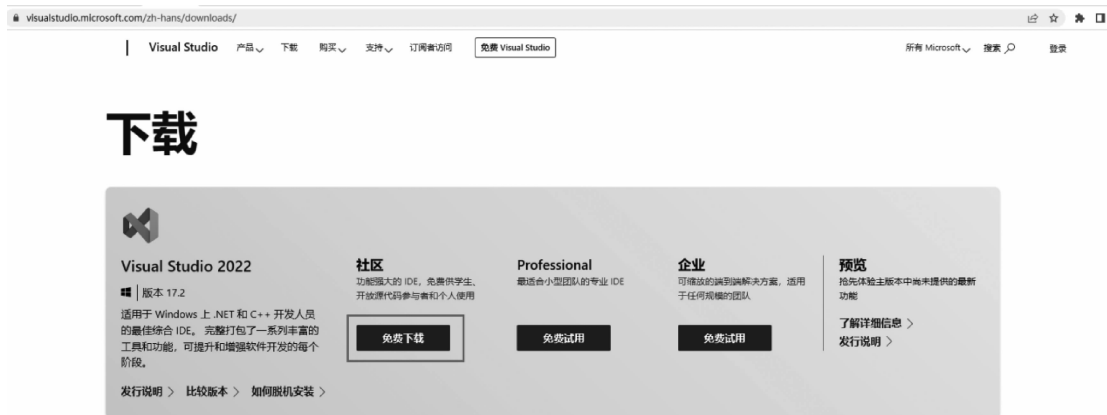 visualstudio.microsoft.com/zh-hans/downloads/
Visual Studio 产品 下载 购买 支持 订阅者访问 免费 Visual Studio 所有 Microsoft 搜索 登录
下载
Visual Studio 2022
版本 17.2
适用于 Windows 上 .NET 和 C++ 开发人员
的最佳综合 IDE。 完整打包了一系列丰富的
工具和功能，可提升和增强软件开发的每个
阶段。
发行说明 比较版本 如何脱机安装
社区
功能强大的 IDE，免费供学生、
开放源代码参与者和个人使用
免费下载
Professional
最适合小型团队的专业 IDE
免费试用
企业
可缩放的端到端解决方案，适用
于任何规模的团队
免费试用
预览
抢先体验主版本中尚未提供的最新
功能
了解详细信息
发行说明